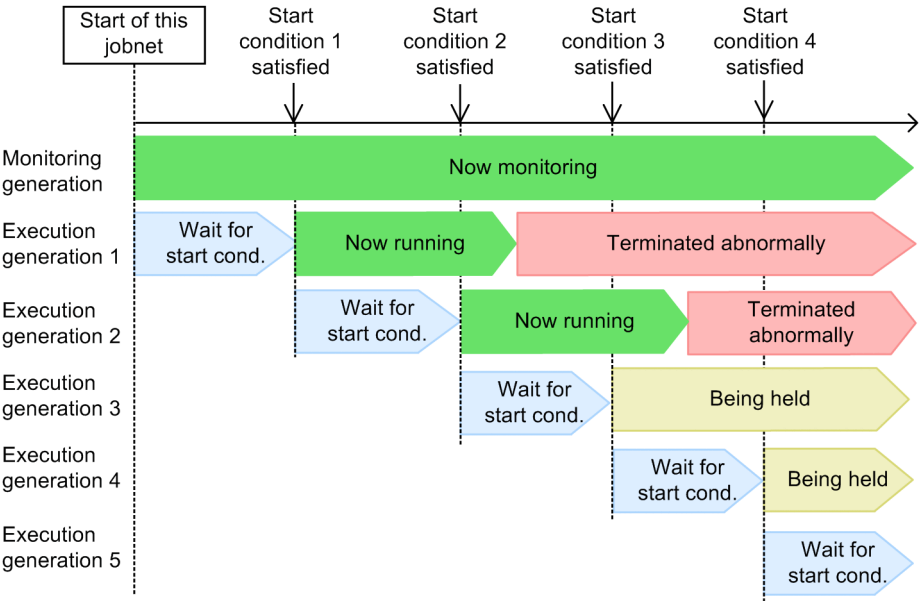 Start of this
jobnet
Start
condition 1
satisfied
Start
condition 2
satisfied
Start
condition 3
satisfied
Start
condition 4
satisfied
Monitoring
generation
Now monitoring
Execution
generation 1
Wait for
start cond.
Now running
Terminated abnormally
Execution
generation 2
Wait for
start cond.
Now running
Terminated
abnormally
Execution
generation 3
Wait for
start cond.
Being held
Execution
generation 4
Wait for
start cond.
Being held
Execution
generation 5
Wait for
start cond.